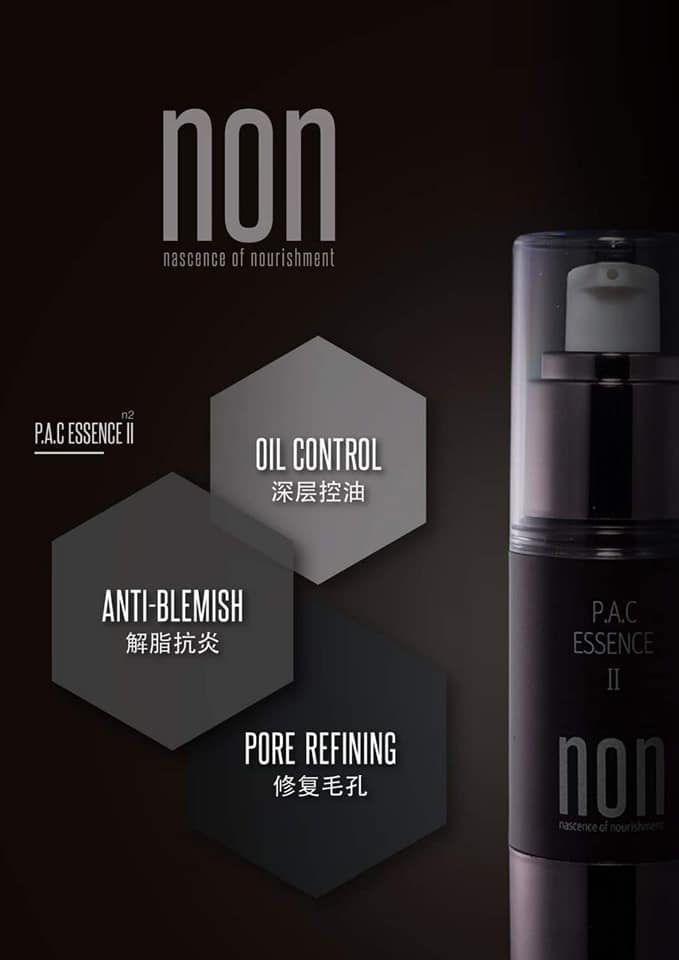 non
nascence of nourishment
n2
P.A.C ESSENCE II
OIL CONTROL
深层控油
ANTI-BLEMISH
解脂抗炎
PORE REFINING
修复毛孔
P.A.C
ESSENCE
II
non
nascence of nourishment